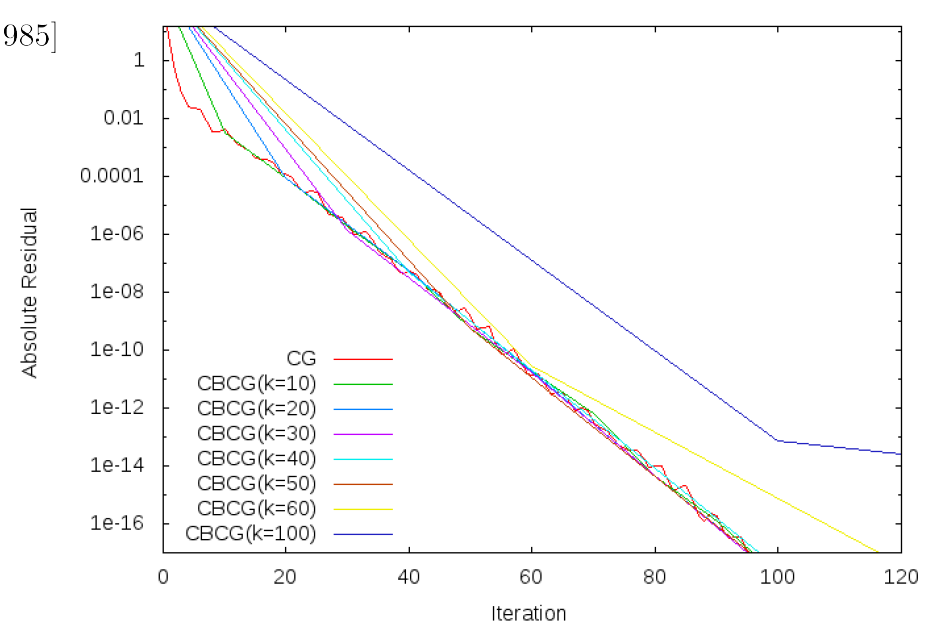 985]
1
0.01
0.0001
1e-06
1e-08
1e-10
1e-12
1e-14
1e-16
Absolute Residual
CG
CBCG(k=10)
CBCG(k=20)
CBCG(k=30)
CBCG(k=40)
CBCG(k=50)
CBCG(k=60)
CBCG(k=100)
0 20 40 60 80 100 120
Iteration